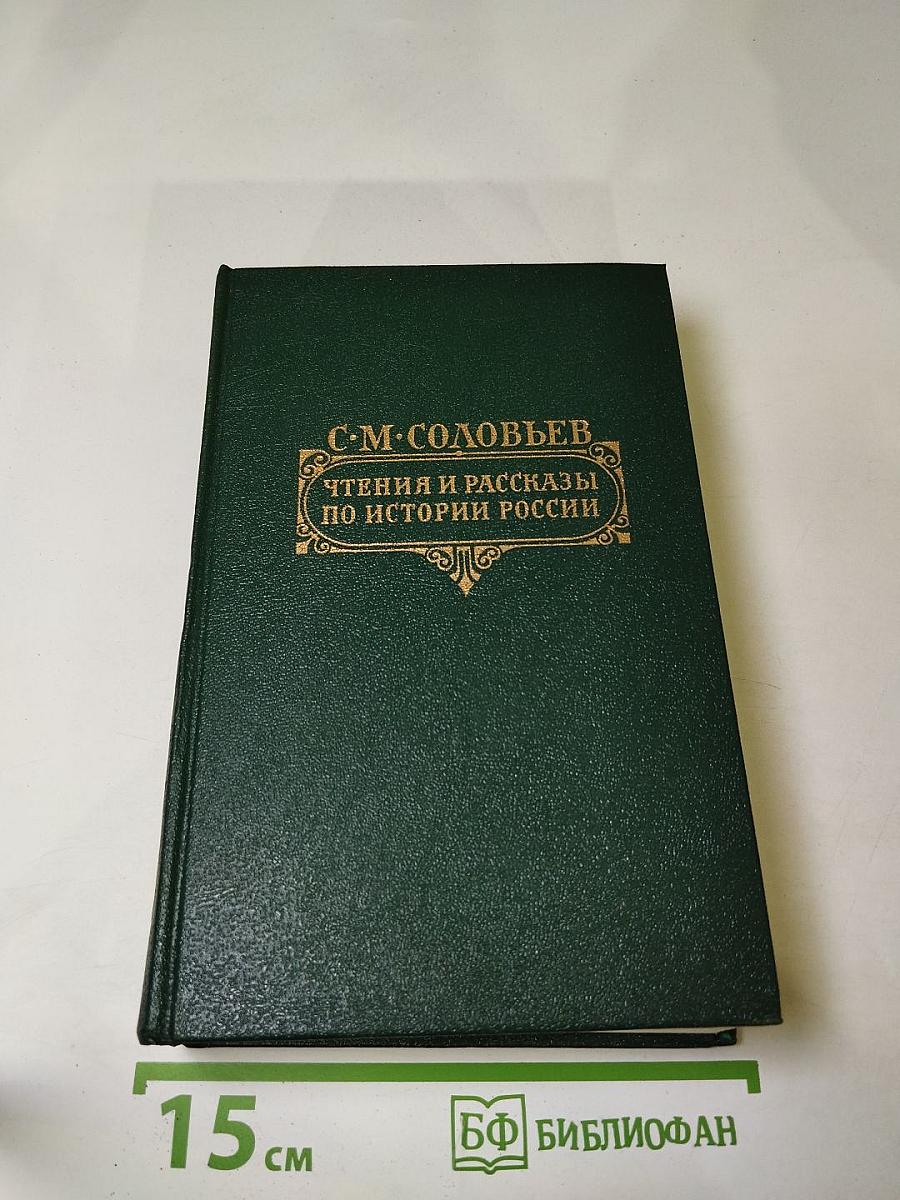 С·М·СОЛОВЬЕВ
ЧТЕНИЯ И РАССКАЗЫ
ПО ИСТОРИИ РОССИИ
15 см
БФ БИБЛИОФАН